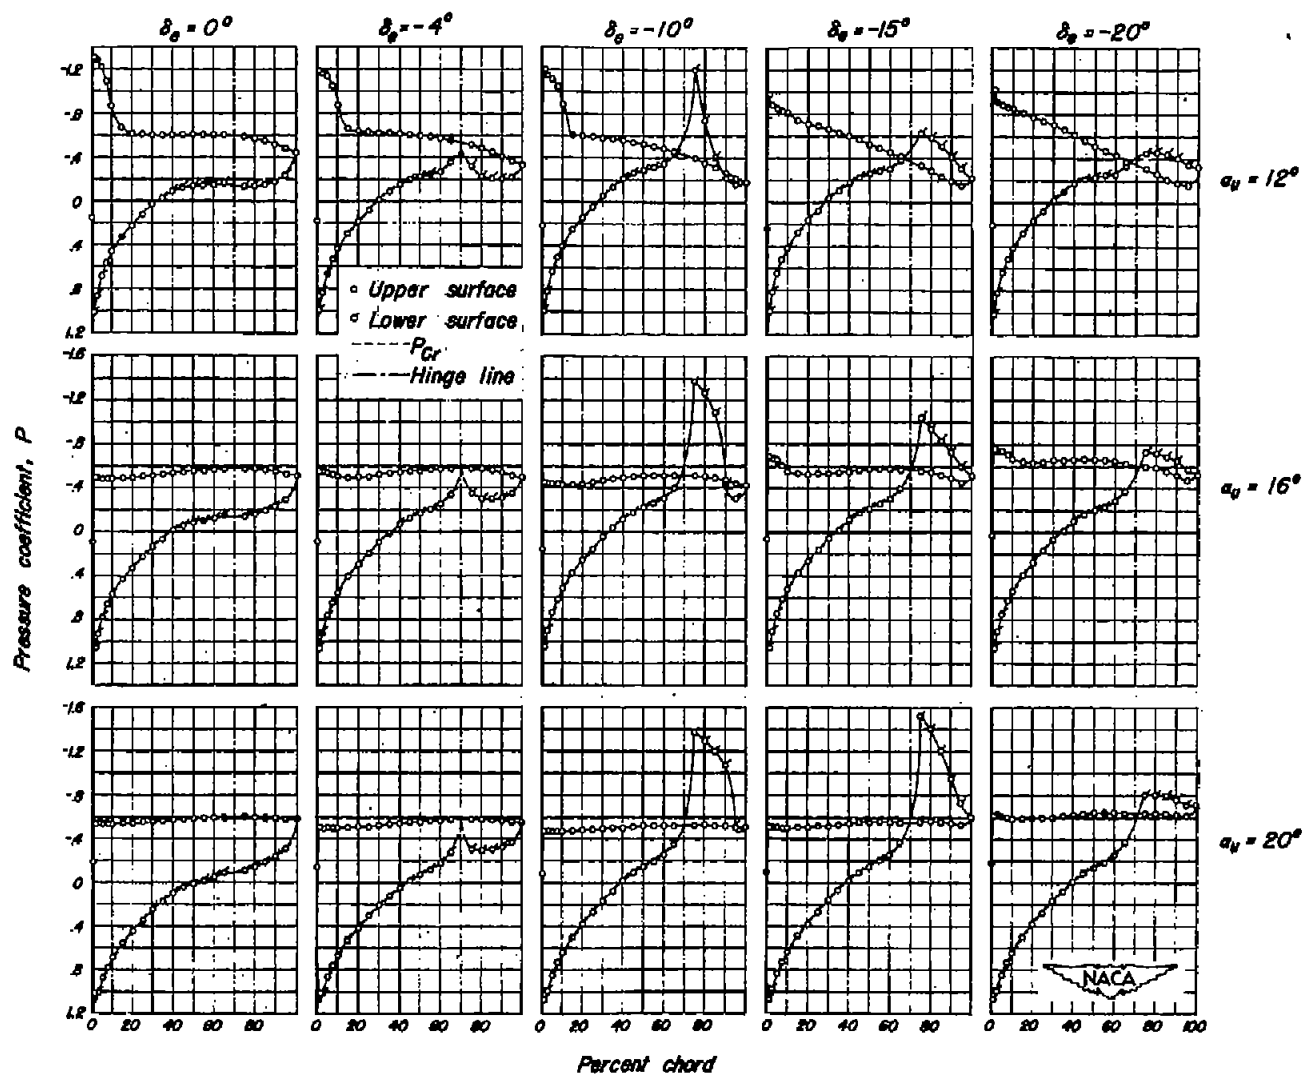 δₑ = 0° δₑ = -4° δₑ = -10° δₑ = -15° δₑ = -20°
-1.2
-.8
-.4
0
.4
.8
1.2
αᵤ = 12°
Upper surface
Lower surface
P_Cr
Hinge line
-1.6
-1.2
-.8
-.4
0
.4
.8
1.2
αᵤ = 16°
Pressure coefficient, P
-1.6
-1.2
-.8
-.4
0
.4
.8
1.2
αᵤ = 20°
NACA
0 20 40 60 80 0 20 40 60 80 0 20 40 60 80 0 20 40 60 80 0 20 40 60 80 100
Percent chord